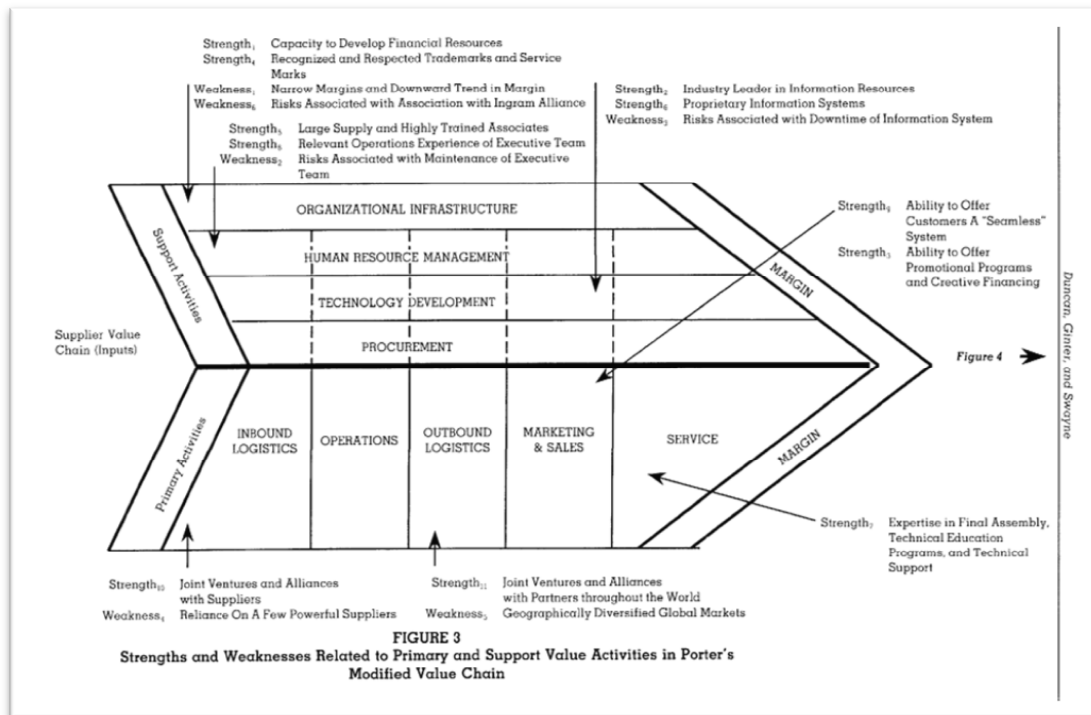 Strength₁ Capacity to Develop Financial Resources
Strength₄ Recognized and Respected Trademarks and Service
Marks
Weakness₁ Narrow Margins and Downward Trend in Margin
Weakness₆ Risks Associated with Association with Ingram Alliance
Strength₅ Large Supply and Highly Trained Associates
Strength₈ Relevant Operations Experience of Executive Team
Weakness₂ Risks Associated with Maintenance of Executive
Team
Strength₂ Industry Leader in Information Resources
Strength₆ Proprietary Information Systems
Weakness₃ Risks Associated with Downtime of Information System
Strength₉ Ability to Offer
Customers A "Seamless"
System
Strength₃ Ability to Offer
Promotional Programs
and Creative Financing
ORGANIZATIONAL INFRASTRUCTURE
HUMAN RESOURCE MANAGEMENT
TECHNOLOGY DEVELOPMENT
PROCUREMENT
Support Activities
MARGIN
Supplier Value
Chain (Inputs)
Figure 4
Duncan, Ginter, and Swayne
Primary Activities
INBOUND
LOGISTICS
OPERATIONS
OUTBOUND
LOGISTICS
MARKETING
& SALES
SERVICE
MARGIN
Strength₇ Expertise in Final Assembly,
Technical Education
Programs, and Technical
Support
Strength₁₀ Joint Ventures and Alliances
with Suppliers
Weakness₄ Reliance On A Few Powerful Suppliers
Strength₁₁ Joint Ventures and Alliances
with Partners throughout the World
Weakness₅ Geographically Diversified Global Markets
FIGURE 3
Strengths and Weaknesses Related to Primary and Support Value Activities in Porter's
Modified Value Chain